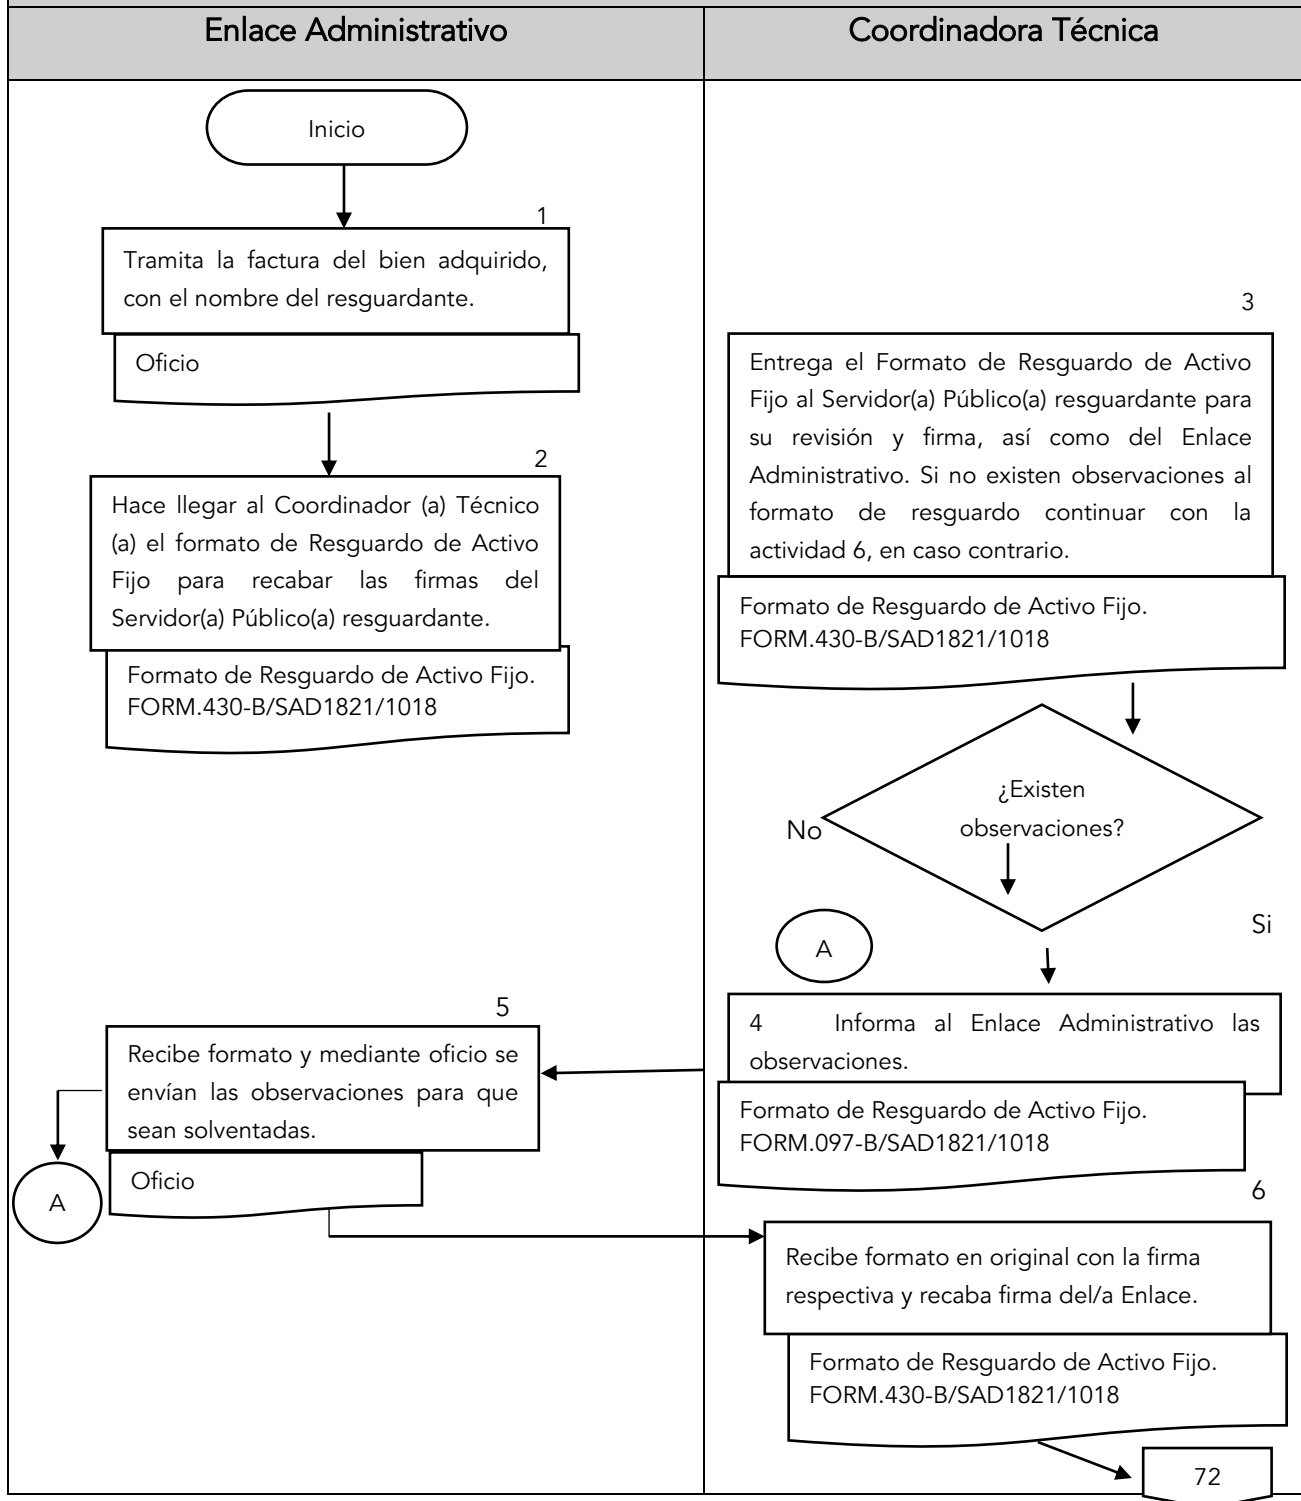 Enlace Administrativo
Coordinadora Técnica
Inicio
1
Tramita la factura del bien adquirido,
con el nombre del resguardante.
Oficio
2
Hace llegar al Coordinador (a) Técnico
(a) el formato de Resguardo de Activo
Fijo para recabar las firmas del
Servidor(a) Público(a) resguardante.
Formato de Resguardo de Activo Fijo.
FORM.430-B/SAD1821/1018
3
Entrega el Formato de Resguardo de Activo
Fijo al Servidor(a) Público(a) resguardante para
su revisión y firma, así como del Enlace
Administrativo. Si no existen observaciones al
formato de resguardo continuar con la
actividad 6, en caso contrario.
Formato de Resguardo de Activo Fijo.
FORM.430-B/SAD1821/1018
¿Existen
observaciones?
No
Si
A
4 Informa al Enlace Administrativo las
observaciones.
Formato de Resguardo de Activo Fijo.
FORM.097-B/SAD1821/1018
5
Recibe formato y mediante oficio se
envían las observaciones para que
sean solventadas.
Oficio
A
6
Recibe formato en original con la firma
respectiva y recaba firma del/a Enlace.
Formato de Resguardo de Activo Fijo.
FORM.430-B/SAD1821/1018
72